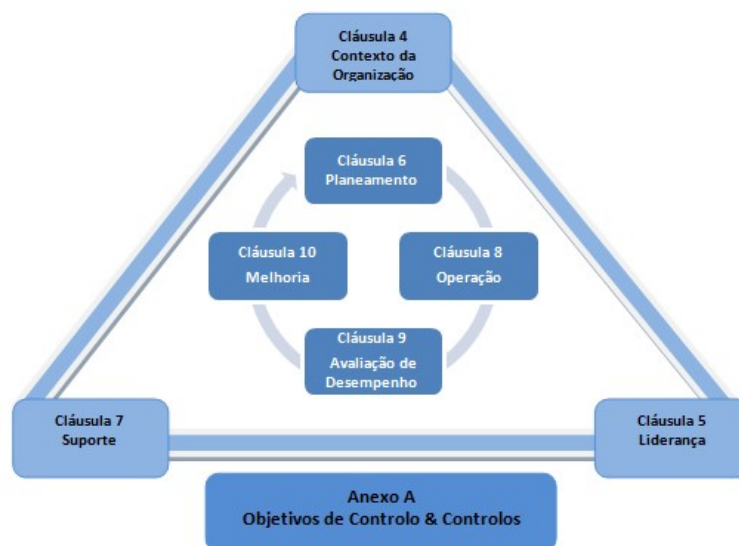 Cláusula 4
Contexto da
Organização
Cláusula 6
Planeamento
Cláusula 10
Melhoria
Cláusula 8
Operação
Cláusula 9
Avaliação de
Desempenho
Cláusula 7
Suporte
Cláusula 5
Liderança
Anexo A
Objetivos de Controlo & Controlos